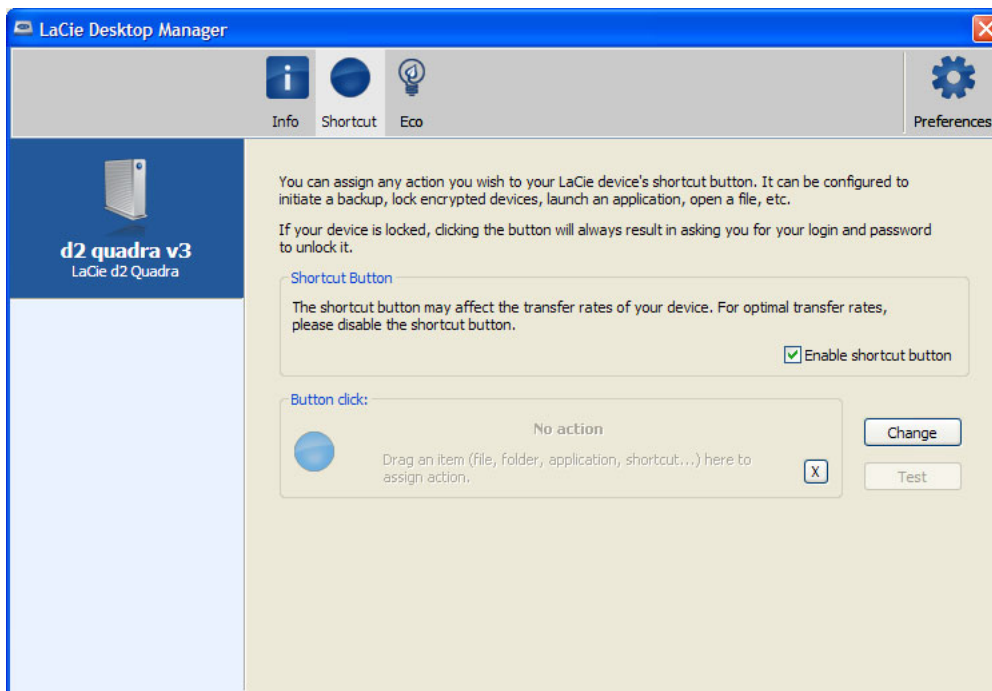 LaCie Desktop Manager
Info
Shortcut
Eco
Preferences
d2 quadra v3
LaCie d2 Quadra
You can assign any action you wish to your LaCie device's shortcut button. It can be configured to
initiate a backup, lock encrypted devices, launch an application, open a file, etc.
If your device is locked, clicking the button will always result in asking you for your login and password
to unlock it.
Shortcut Button
The shortcut button may affect the transfer rates of your device. For optimal transfer rates,
please disable the shortcut button.
Enable shortcut button
Button click:
No action
Drag an item (file, folder, application, shortcut...) here to
assign action.
X
Change
Test